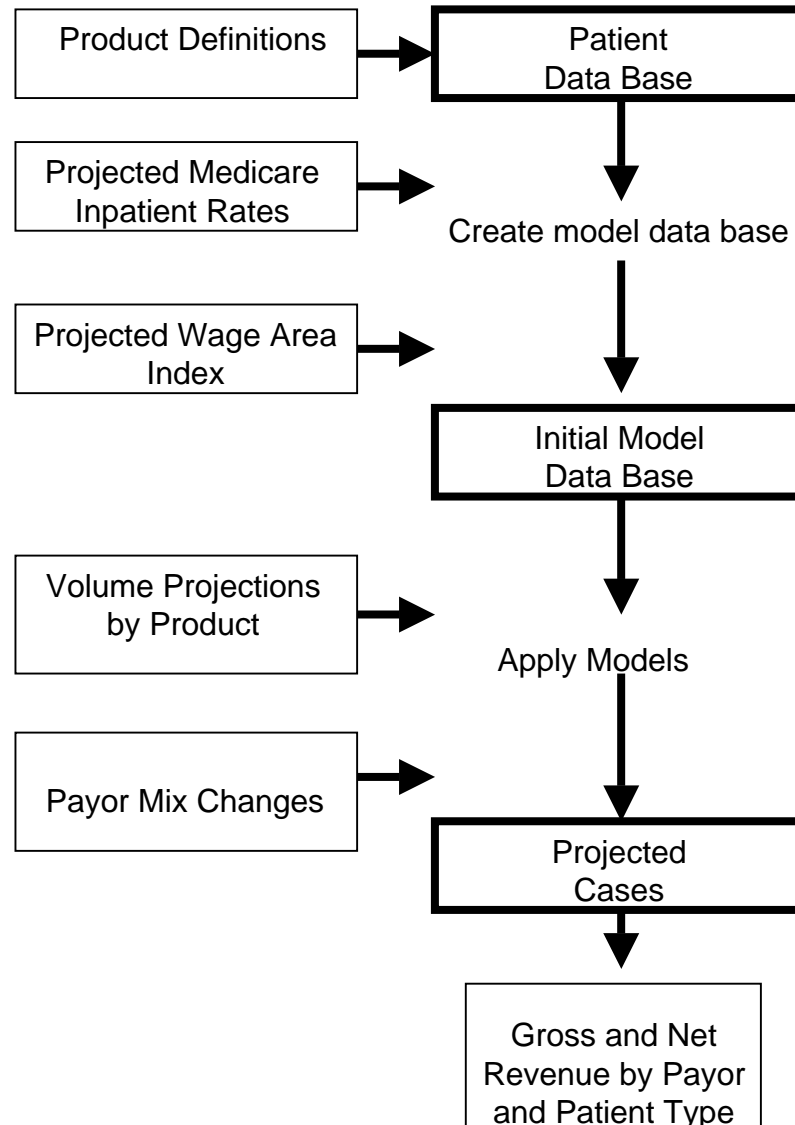 Product Definitions
Patient
Data Base
Projected Medicare
Inpatient Rates
Create model data base
Projected Wage Area
Index
Initial Model
Data Base
Volume Projections
by Product
Apply Models
Payor Mix Changes
Projected
Cases
Gross and Net
Revenue by Payor
and Patient Type